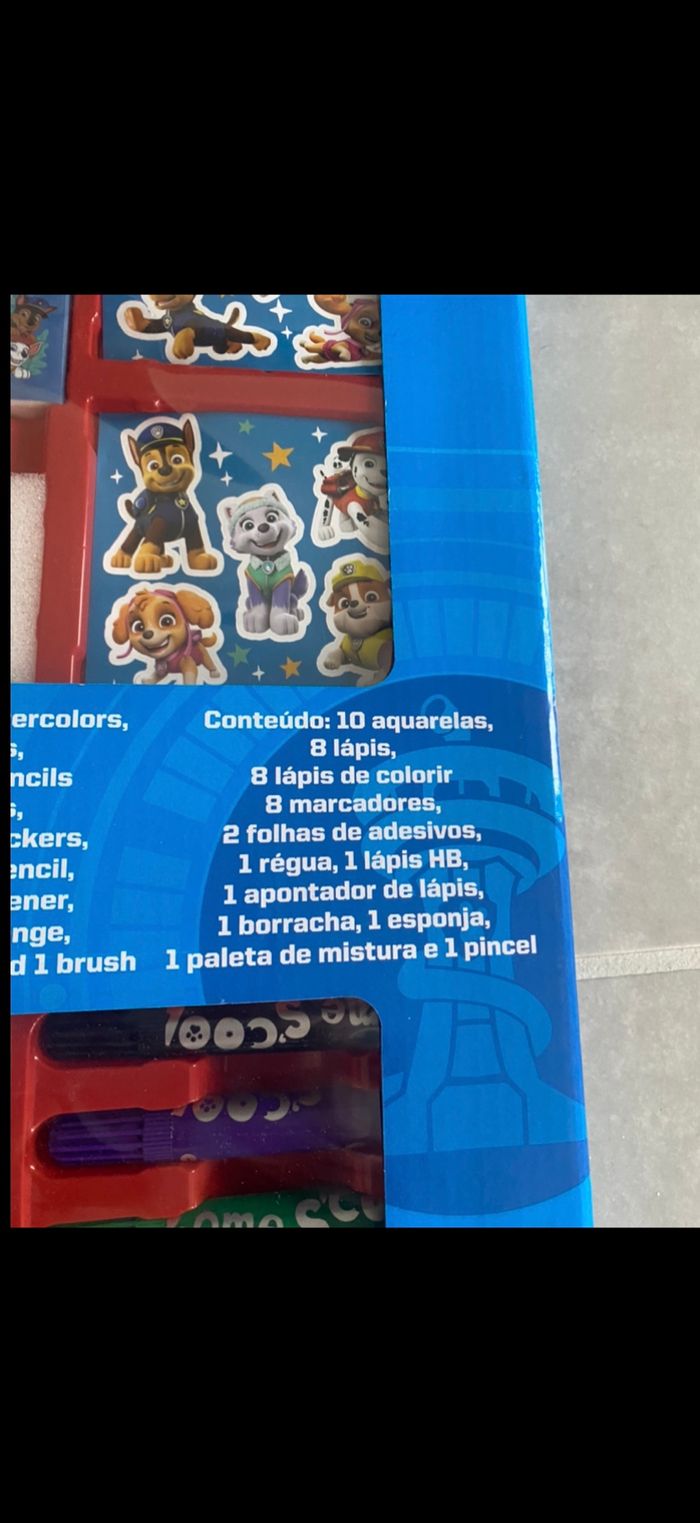 ercolors,
s,
ncils
s,
ckers,
encil,
ener,
nge,
d 1 brush
Conteúdo: 10 aquarelas,
8 lápis,
8 lápis de colorir
8 marcadores,
2 folhas de adesivos,
1 régua, 1 lápis HB,
1 apontador de lápis,
1 borracha, 1 esponja,
1 paleta de mistura e 1 pincel